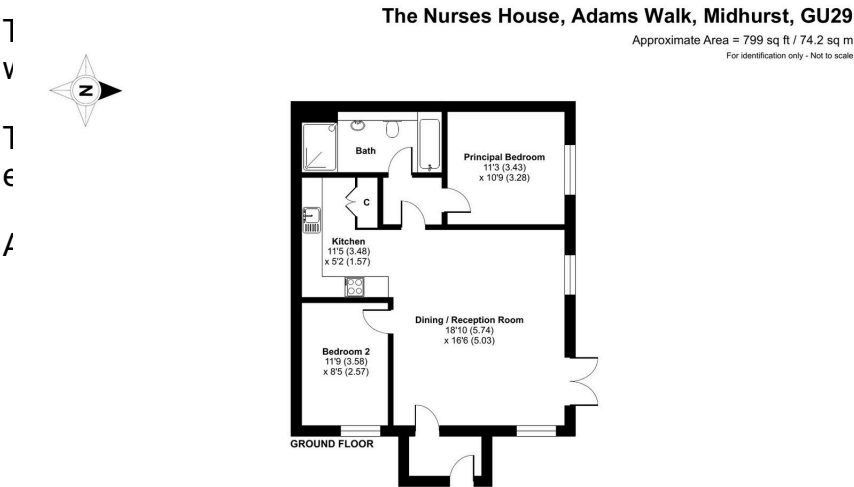 The Nurses House, Adams Walk, Midhurst, GU29
Approximate Area = 799 sq ft / 74.2 sq m
For identification only - Not to scale
N
Bath
Principal Bedroom
11'3 (3.43)
x 10'9 (3.28)
C
Kitchen
11'5 (3.48)
x 5'2 (1.57)
Dining / Reception Room
18'10 (5.74)
x 16'6 (5.03)
Bedroom 2
11'9 (3.58)
x 8'5 (2.57)
GROUND FLOOR